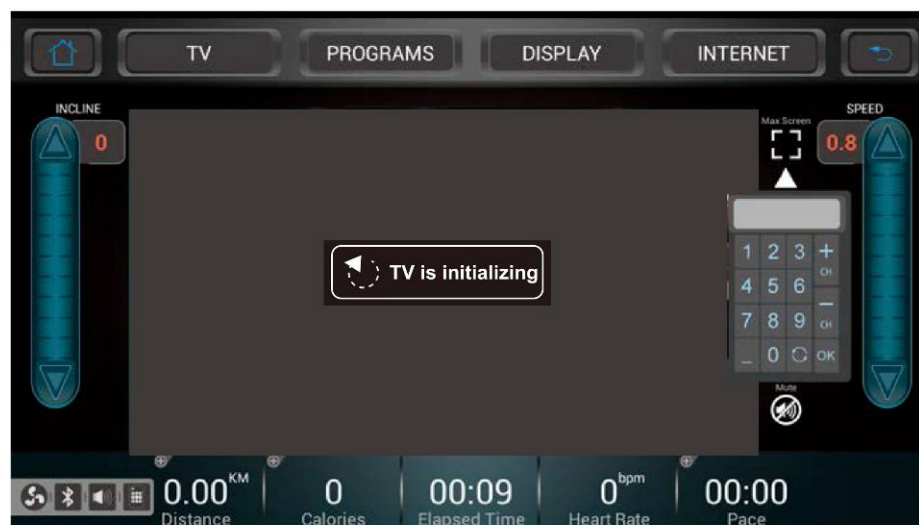 TV PROGRAMS DISPLAY INTERNET
INCLINE
0
SPEED
0.8
Max Screen
TV is initializing
1 2 3 +
CH
4 5 6
7 8 9 —
CH
_ 0 OK
Mute
0.00 KM
Distance
0
Calories
00:09
Elapsed Time
0 bpm
Heart Rate
00:00
Pace